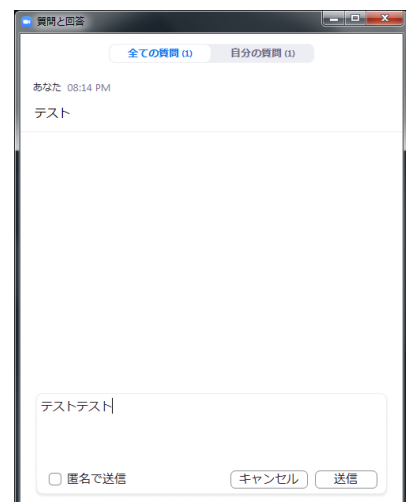 質問と回答
全ての質問 (1) 自分の質問 (1)
あなた 08:14 PM
テスト
テストテスト
匿名で送信 キャンセル 送信